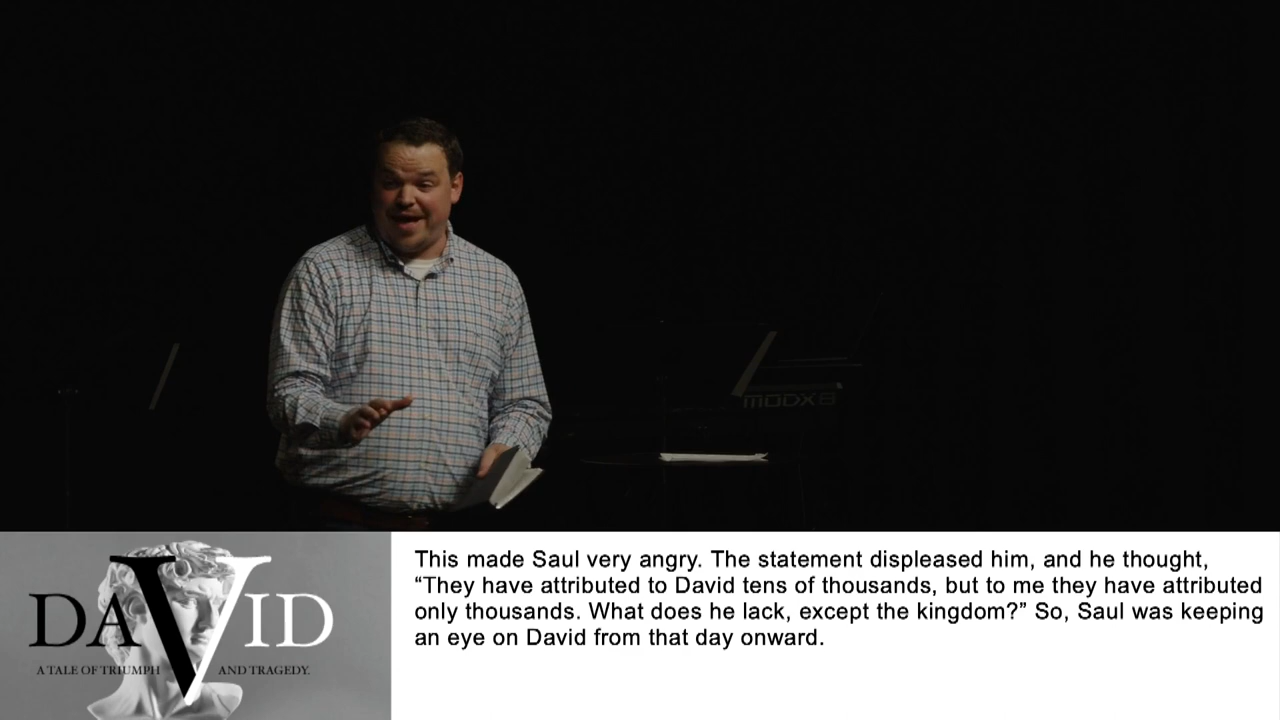 MODX8
This made Saul very angry. The statement displeased him, and he thought,
“They have attributed to David tens of thousands, but to me they have attributed
only thousands. What does he lack, except the kingdom?” So, Saul was keeping
an eye on David from that day onward.
DAVID
A TALE OF TRIUMPH AND TRAGEDY.